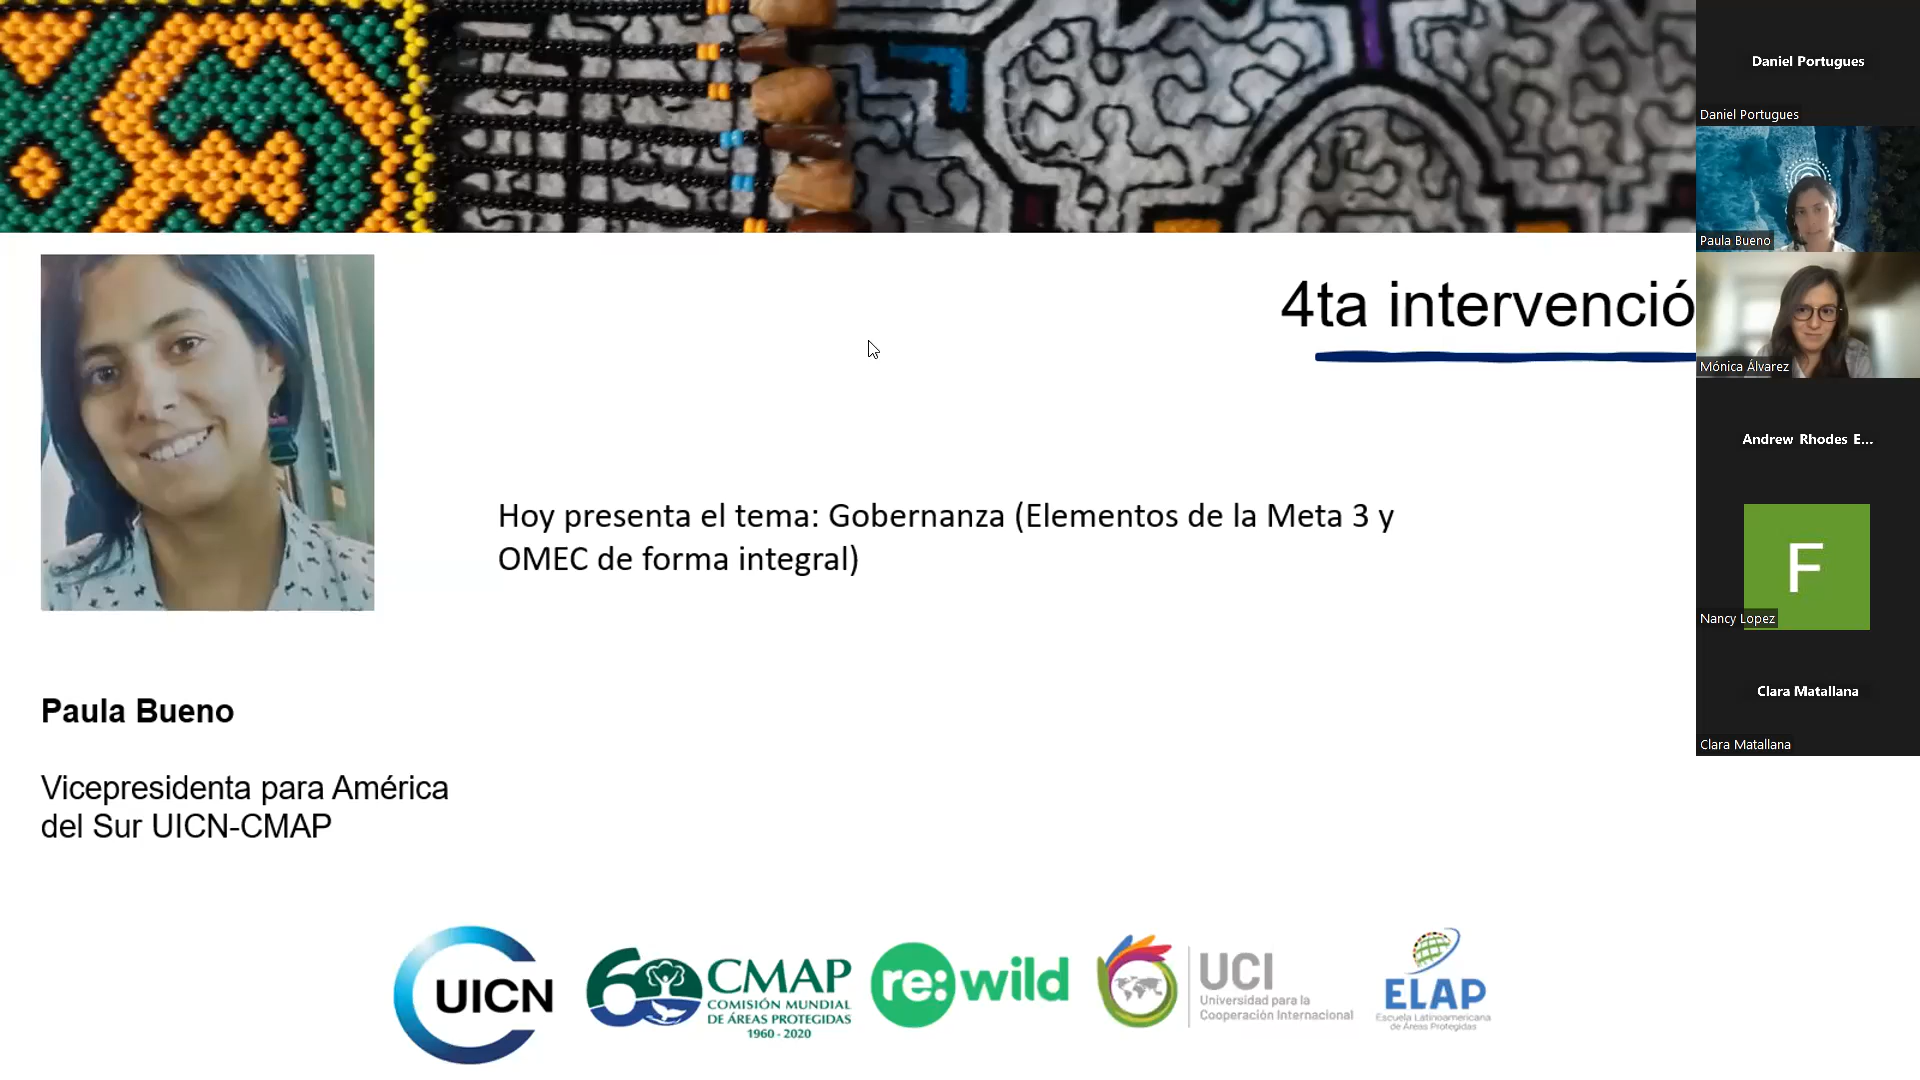 4ta intervenció
Hoy presenta el tema: Gobernanza (Elementos de la Meta 3 y
OMEC de forma integral)
Paula Bueno
Vicepresidenta para América
del Sur UICN-CMAP
UICN
60 CMAP
COMISIÓN MUNDIAL
DE ÁREAS PROTEGIDAS
1960 - 2020
re:wild
UCI
Universidad para la
Cooperación Internacional
ELAP
Escuela Latinoamericana
de Áreas Protegidas
Daniel Portugues
Daniel Portugues
Paula Bueno
Mónica Álvarez
Andrew Rhodes E...
F
Nancy Lopez
Clara Matallana
Clara Matallana